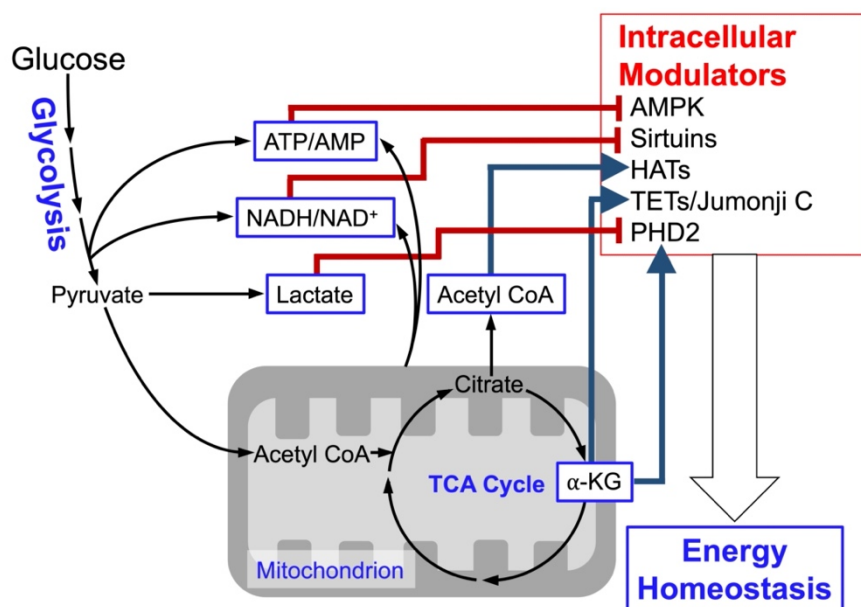 Glucose
Glycolysis
Pyruvate
ATP/AMP
NADH/NAD⁺
Lactate
Acetyl CoA
Intracellular
Modulators
AMPK
Sirtuins
HATs
TETs/Jumonji C
PHD2
Citrate
Acetyl CoA
TCA Cycle
α-KG
Mitochondrion
Energy
Homeostasis